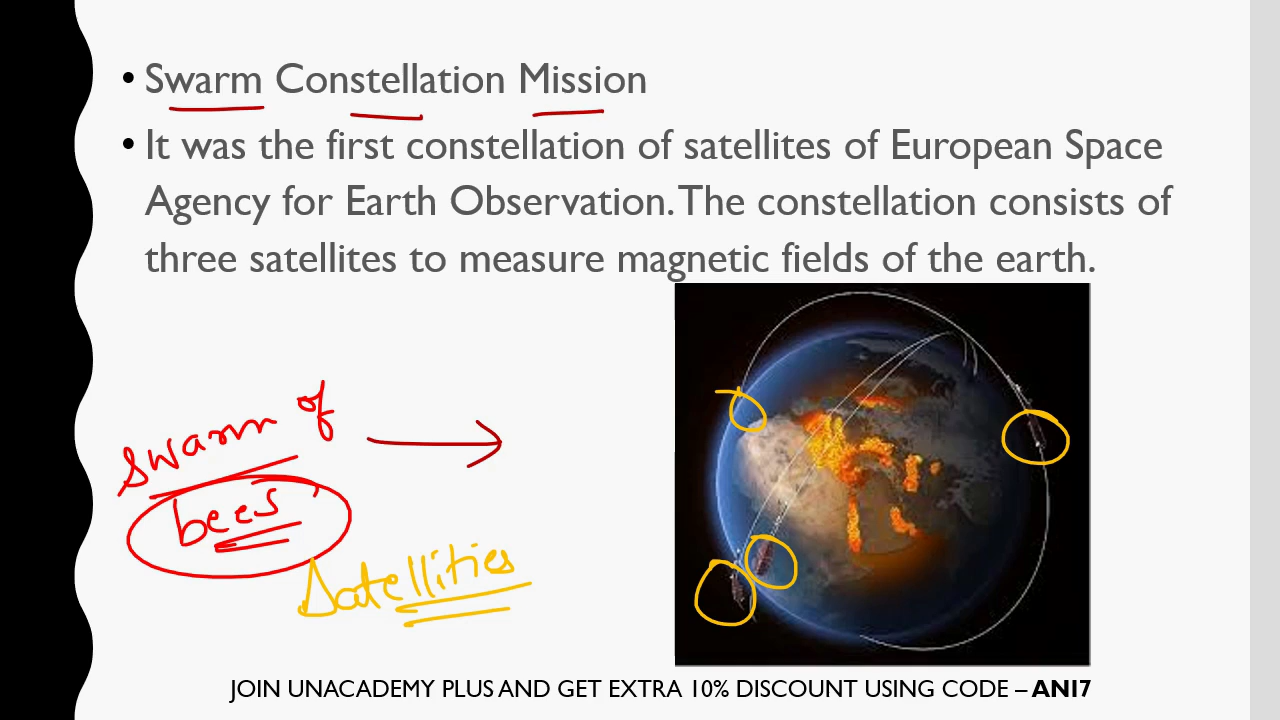 • Swarm Constellation Mission
• It was the first constellation of satellites of European Space
Agency for Earth Observation. The constellation consists of
three satellites to measure magnetic fields of the earth.
Swarm of
bees
Satellities
JOIN UNACADEMY PLUS AND GET EXTRA 10% DISCOUNT USING CODE – ANI7